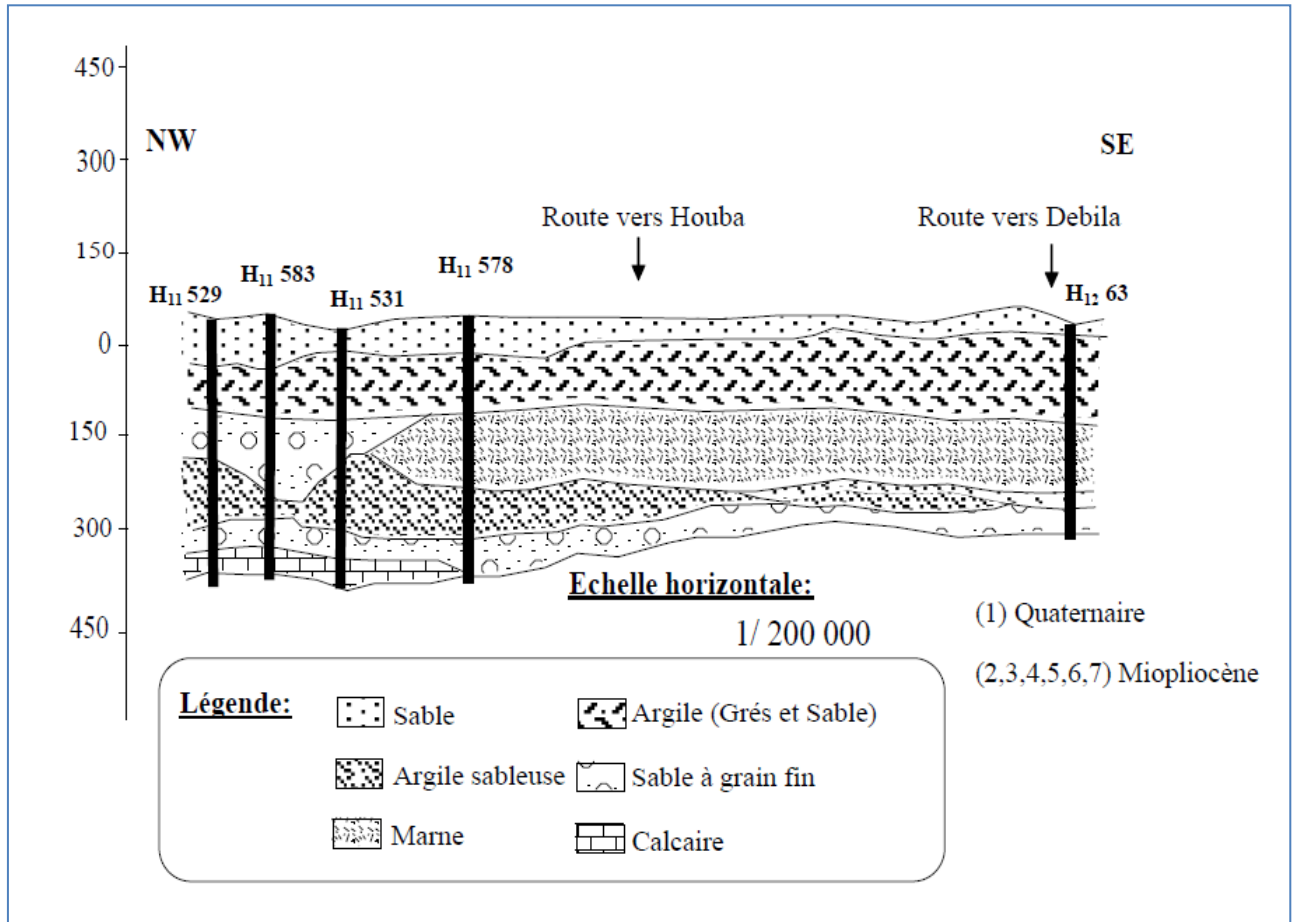 450
NW
SE
300
Route vers Houba
Route vers Debila
150
H₁₁ 529
H₁₁ 583
H₁₁ 531
H₁₁ 578
H₁₂ 63
0
150
300
450
Echelle horizontale:
1/ 200 000
(1) Quaternaire
(2,3,4,5,6,7) Miopliocène
Légende:
Sable
Argile (Grés et Sable)
Argile sableuse
Sable à grain fin
Marne
Calcaire